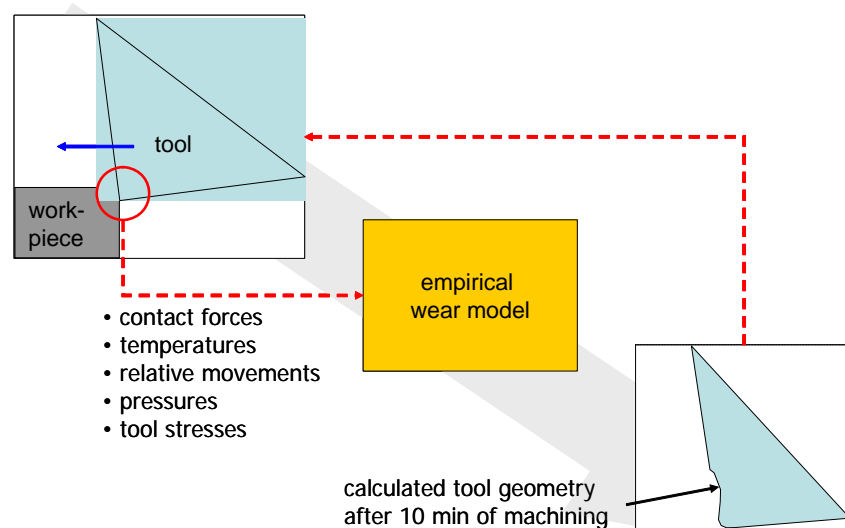 tool
work-
piece
empirical
wear model
• contact forces
• temperatures
• relative movements
• pressures
• tool stresses
calculated tool geometry
after 10 min of machining